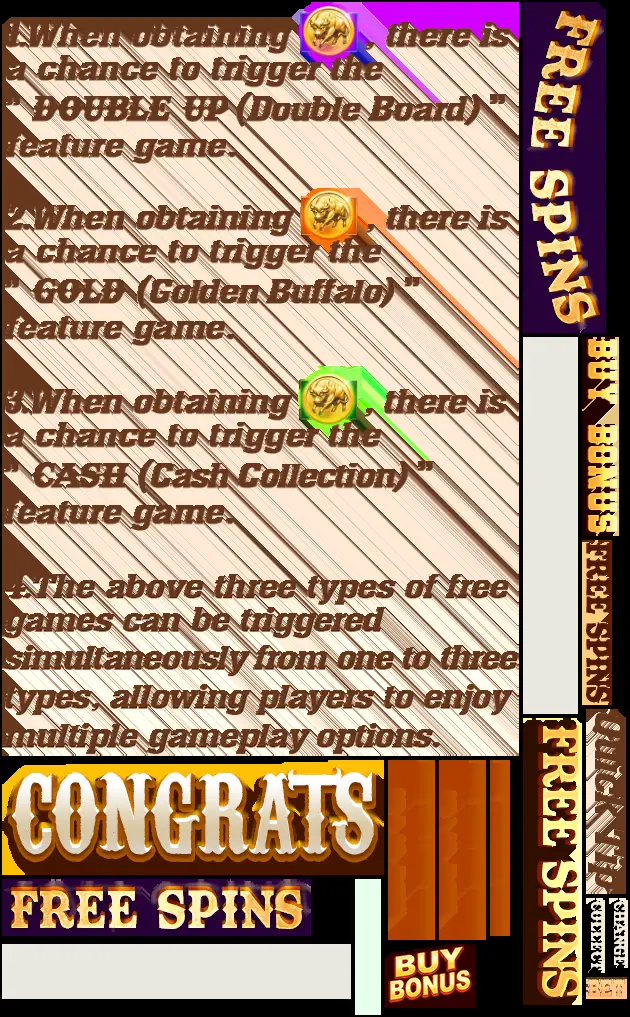 1.When obtaining , there is
a chance to trigger the
" DOUBLE UP (Double Board) "
feature game.
2.When obtaining , there is
a chance to trigger the
" GOLD (Golden Buffalo) "
feature game.
3.When obtaining , there is
a chance to trigger the
" CASH (Cash Collection) "
feature game.
4.The above three types of free
games can be triggered
simultaneously from one to three
types, allowing players to enjoy
multiple gameplay options.
CONGRATS
FREE SPINS
BUY
BONUS
FREE SPINS
BUY BONUS
FREE SPINS
FREE SPINS
QUICK TIP
COLLECT
CHANGE
BET